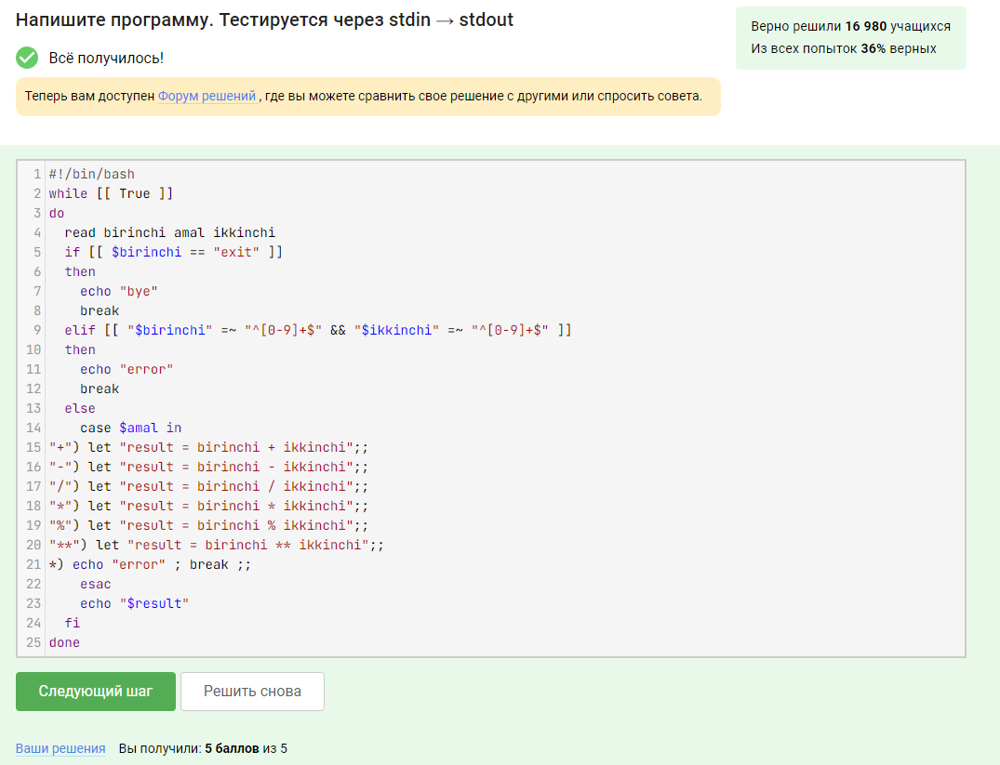 Напишите программу. Тестируется через stdin → stdout
Верно решили 16 980 учащихся
Из всех попыток 36% верных
Всё получилось!
Теперь вам доступен Форум решений , где вы можете сравнить свое решение с другими или спросить совета.
1 #!/bin/bash
2 while [[ True ]]
3 do
4   read birinchi amal ikkinchi
5   if [[ $birinchi == "exit" ]]
6   then
7     echo "bye"
8     break
9   elif [[ "$birinchi" =~ "^[0-9]+$" && "$ikkinchi" =~ "^[0-9]+$" ]]
10   then
11     echo "error"
12     break
13   else
14     case $amal in
15 "+") let "result = birinchi + ikkinchi";;
16 "-") let "result = birinchi - ikkinchi";;
17 "/") let "result = birinchi / ikkinchi";;
18 "*") let "result = birinchi * ikkinchi";;
19 "%") let "result = birinchi % ikkinchi";;
20 "**") let "result = birinchi ** ikkinchi";;
21 *) echo "error" ; break ;;
22     esac
23     echo "$result"
24   fi
25 done
Следующий шаг
Решить снова
Ваши решения Вы получили: 5 баллов из 5